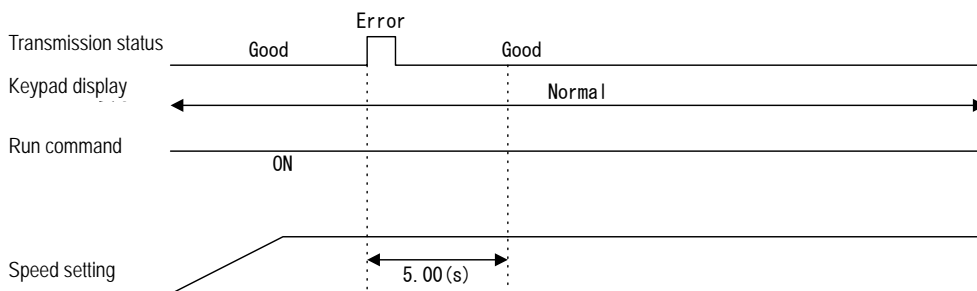 Error
Transmission status
Good
Good
Keypad display
Normal
Run command
ON
Speed setting
5.00(s)